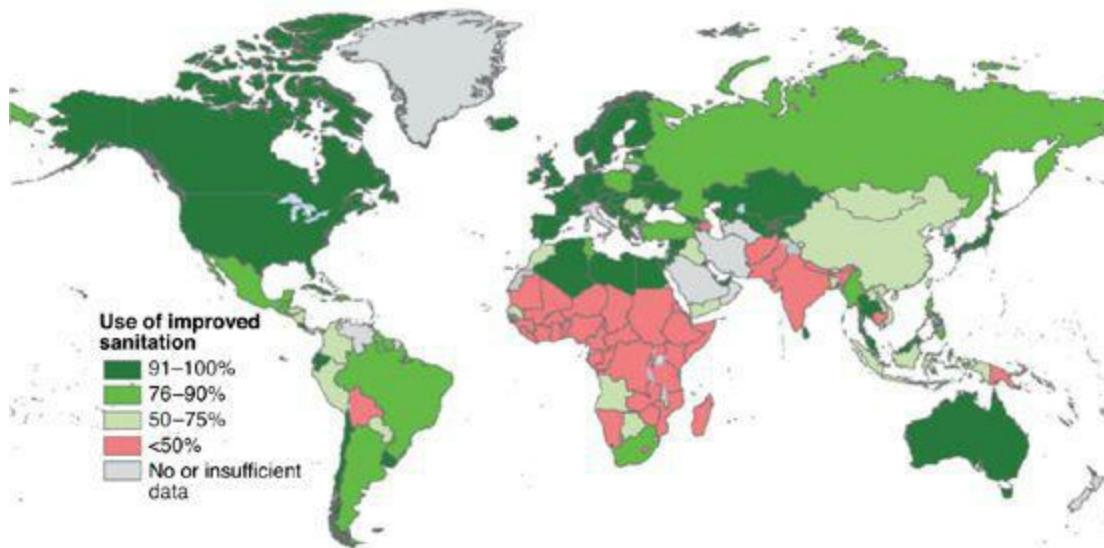 Use of improved
sanitation
91–100%
76–90%
50–75%
<50%
No or insufficient
data